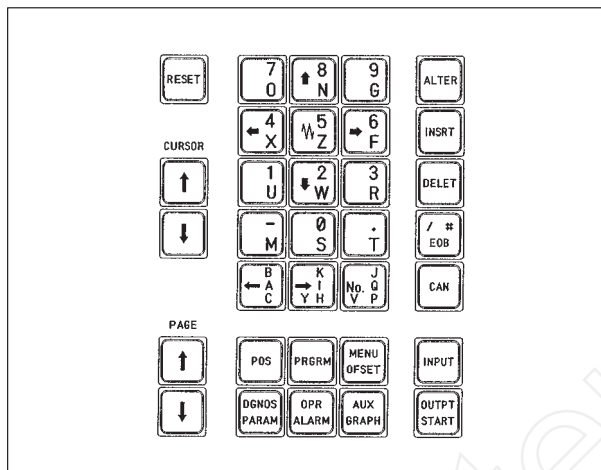 RESET
7 8 9
O N G
ALTER
4 5 6
X Z F
INSRT
CURSOR
1 2 3
U W R
DELET
- 0 .
M S T
/ #
EOB
B K J
A I Q
C Y H No. V P
CAN
PAGE
POS PRGRM MENU OFSET
INPUT
DGNOS PARAM OPR ALARM AUX GRAPH
OUTPT START